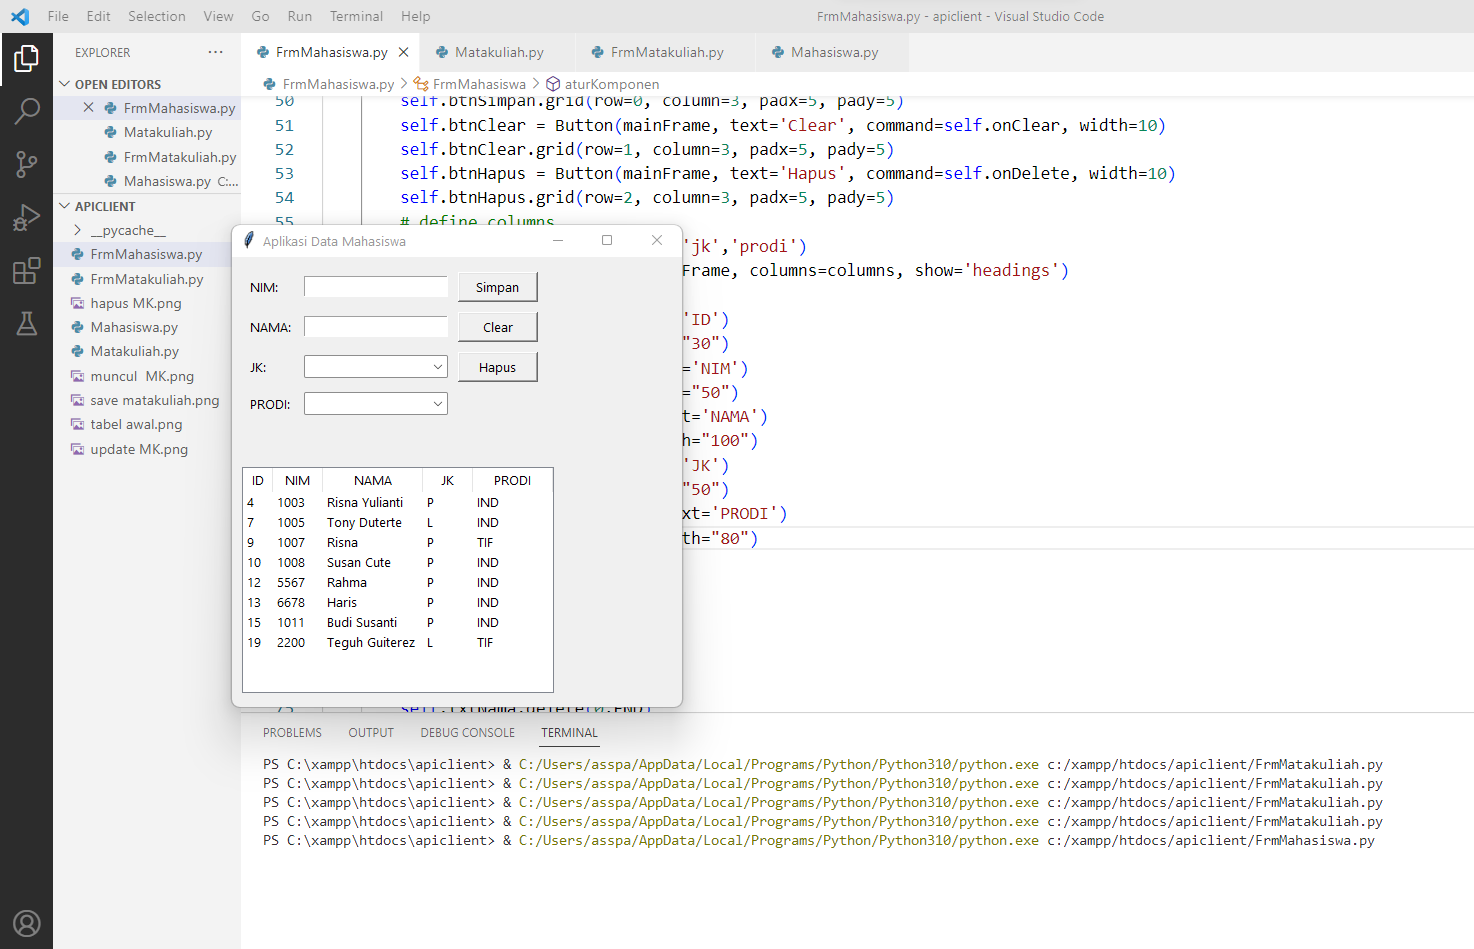 File Edit Selection View Go Run Terminal Help
FrmMahasiswa.py - apiclient - Visual Studio Code
EXPLORER ...
OPEN EDITORS
FrmMahasiswa.py
Matakuliah.py
FrmMatakuliah.py
Mahasiswa.py C:...
APICLIENT
__pycache__
FrmMahasiswa.py
FrmMatakuliah.py
hapus MK.png
Mahasiswa.py
Matakuliah.py
muncul MK.png
save matakuliah.png
tabel awal.png
update MK.png
FrmMahasiswa.py Matakuliah.py FrmMatakuliah.py Mahasiswa.py
FrmMahasiswa.py > FrmMahasiswa > aturKomponen
50 self.btnSimpan.grid(row=0, column=3, padx=5, pady=5)
51 self.btnClear = Button(mainFrame, text='Clear', command=self.onClear, width=10)
52 self.btnClear.grid(row=1, column=3, padx=5, pady=5)
53 self.btnHapus = Button(mainFrame, text='Hapus', command=self.onDelete, width=10)
54 self.btnHapus.grid(row=2, column=3, padx=5, pady=5)
55 # define columns
'jk','prodi')
Frame, columns=columns, show='headings')
'ID')
"30")
='NIM')
="50")
t='NAMA')
h="100")
'JK')
"50")
xt='PRODI')
th="80")
75 self.txtNama.delete(0,END)
Aplikasi Data Mahasiswa
NIM: Simpan
NAMA: Clear
JK: Hapus
PRODI:
ID NIM NAMA JK PRODI
4 1003 Risna Yulianti P IND
7 1005 Tony Duterte L IND
9 1007 Risna P TIF
10 1008 Susan Cute P IND
12 5567 Rahma P IND
13 6678 Haris P IND
15 1011 Budi Susanti P IND
19 2200 Teguh Guiterez L TIF
PROBLEMS OUTPUT DEBUG CONSOLE TERMINAL
PS C:\xampp\htdocs\apiclient> & C:/Users/asspa/AppData/Local/Programs/Python/Python310/python.exe c:/xampp/htdocs/apiclient/FrmMatakuliah.py
PS C:\xampp\htdocs\apiclient> & C:/Users/asspa/AppData/Local/Programs/Python/Python310/python.exe c:/xampp/htdocs/apiclient/FrmMatakuliah.py
PS C:\xampp\htdocs\apiclient> & C:/Users/asspa/AppData/Local/Programs/Python/Python310/python.exe c:/xampp/htdocs/apiclient/FrmMatakuliah.py
PS C:\xampp\htdocs\apiclient> & C:/Users/asspa/AppData/Local/Programs/Python/Python310/python.exe c:/xampp/htdocs/apiclient/FrmMatakuliah.py
PS C:\xampp\htdocs\apiclient> & C:/Users/asspa/AppData/Local/Programs/Python/Python310/python.exe c:/xampp/htdocs/apiclient/FrmMahasiswa.py